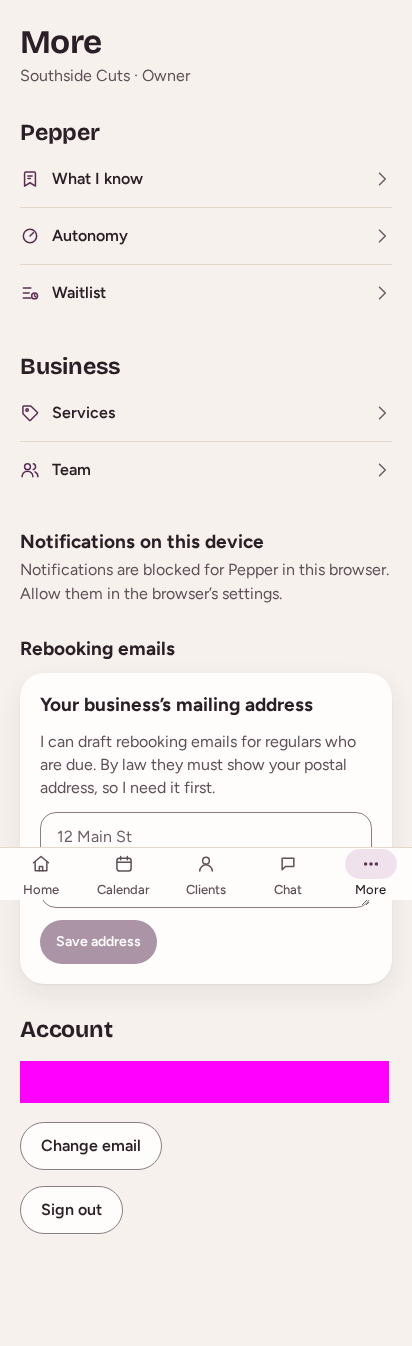 More
Southside Cuts · Owner
Pepper
What I know
Autonomy
Waitlist
Business
Services
Team
Notifications on this device
Notifications are blocked for Pepper in this browser.
Allow them in the browser’s settings.
Rebooking emails
Your business’s mailing address
I can draft rebooking emails for regulars who
are due. By law they must show your postal
address, so I need it first.
12 Main St
Home
Calendar
Clients
Chat
More
Save address
Account
Change email
Sign out